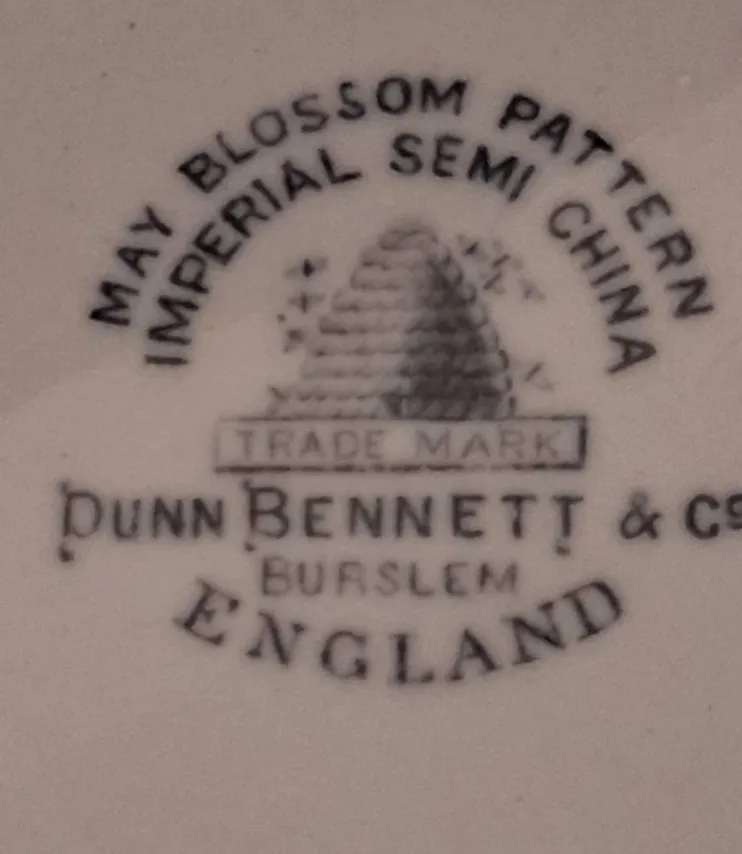 MAY BLOSSOM PATTERN
IMPERIAL SEMI CHINA
TRADE MARK
DUNN BENNETT & Co
BURSLEM
ENGLAND